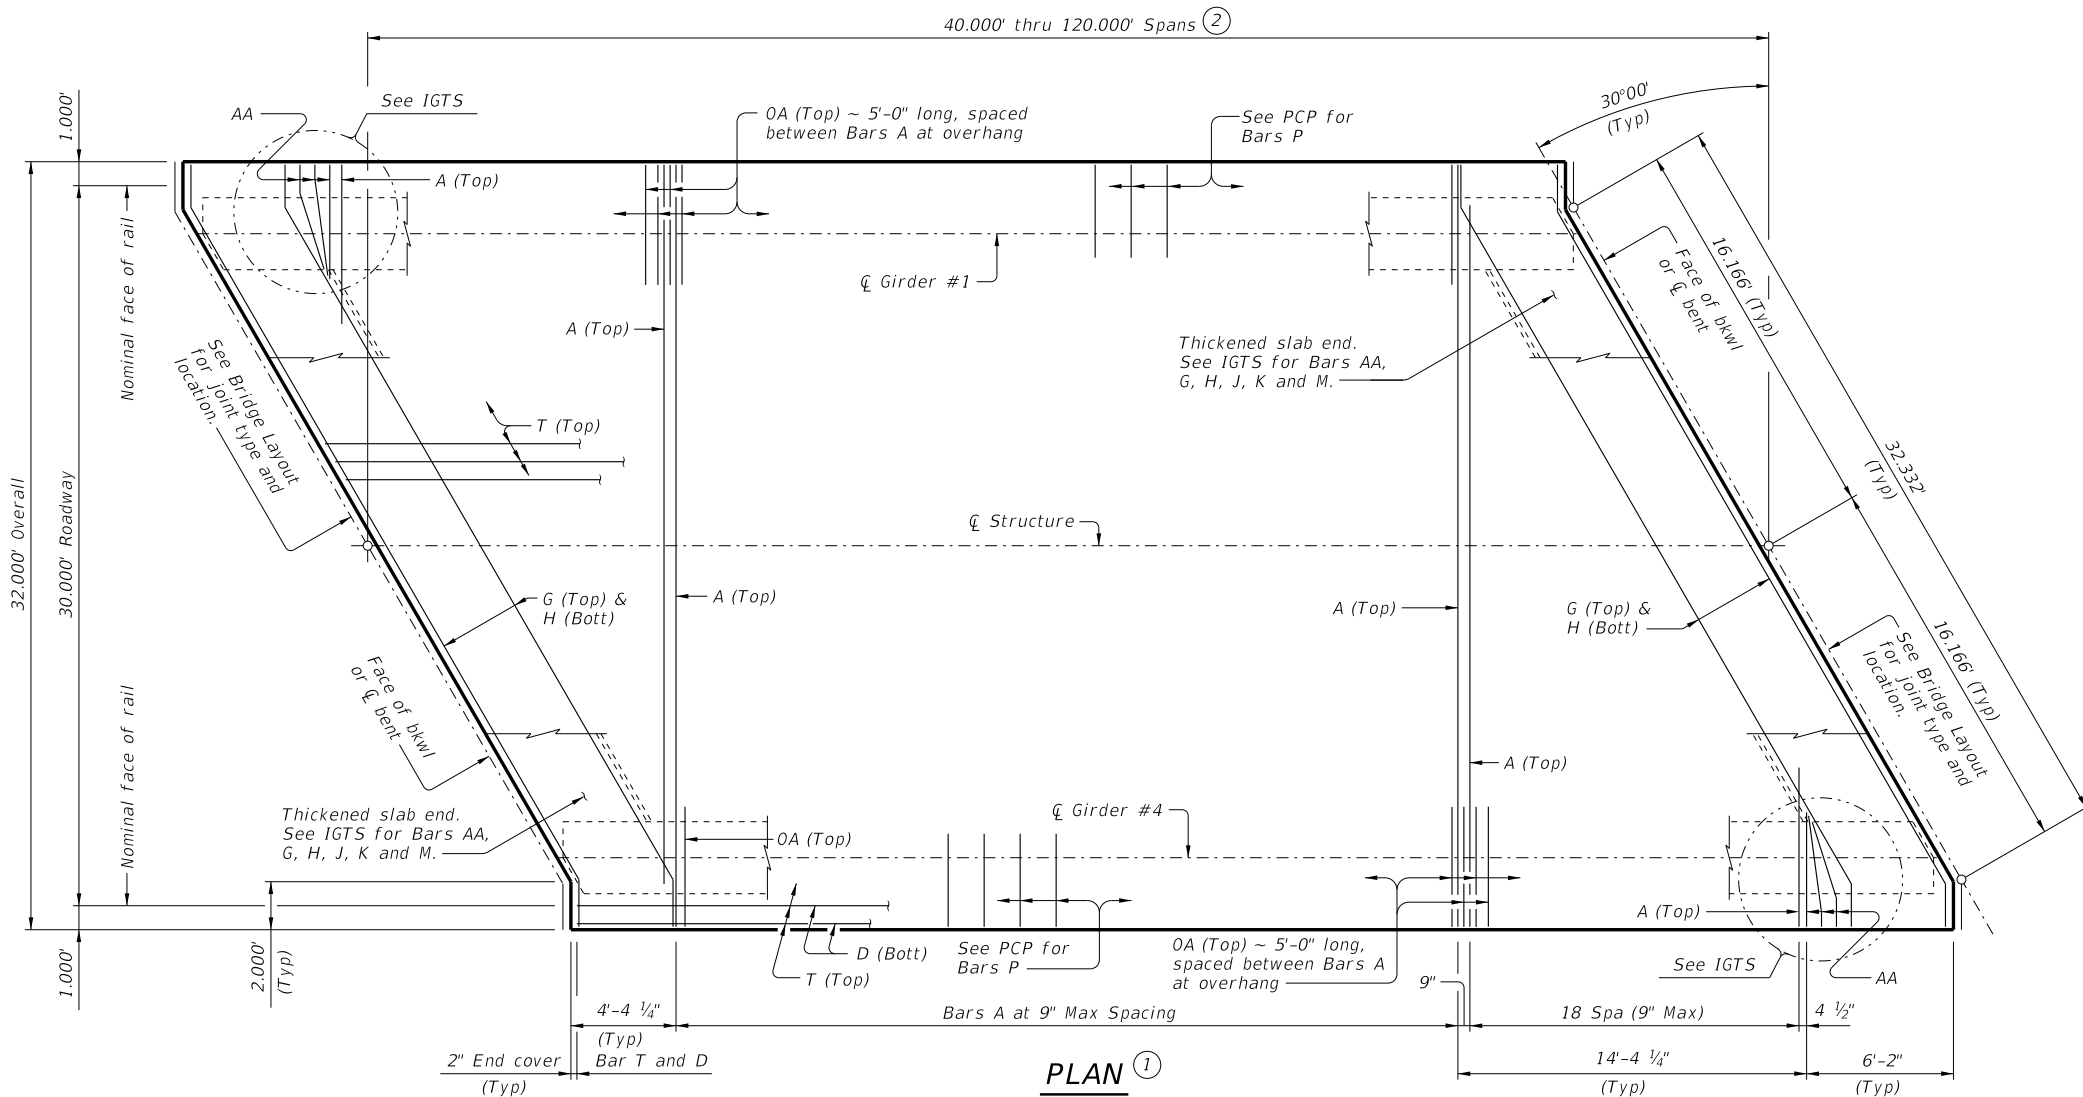 40.000' thru 120.000' Spans 2
1.000'
AA
See IGTS
OA (Top) ~ 5'-0" long, spaced
between Bars A at overhang
See PCP for
Bars P
30°00'
(Typ)
A (Top)
Nominal face of rail
℄ Girder #1
Face of bkwl
or ℄ bent
16.166' (Typ)
A (Top)
Thickened slab end.
See IGTS for Bars AA,
G, H, J, K and M.
See Bridge Layout
for joint type and
location.
T (Top)
32.332'
(Typ)
32.000' Overall
30.000' Roadway
℄ Structure
G (Top) &
H (Bott)
A (Top)
A (Top)
G (Top) &
H (Bott)
16.166' (Typ)
See Bridge Layout
for joint type and
location.
Face of bkwl
or ℄ bent
Nominal face of rail
A (Top)
Thickened slab end.
See IGTS for Bars AA,
G, H, J, K and M.
OA (Top)
℄ Girder #4
A (Top)
1.000'
2.000'
(Typ)
D (Bott)
T (Top)
See PCP for
Bars P
OA (Top) ~ 5'-0" long,
spaced between Bars A
at overhang
9"
See IGTS
AA
4'-4 ¼"
(Typ)
Bars A at 9" Max Spacing
18 Spa (9" Max)
4 ½"
2" End cover
(Typ)
Bar T and D
14'-4 ¼"
(Typ)
6'-2"
(Typ)
PLAN 1